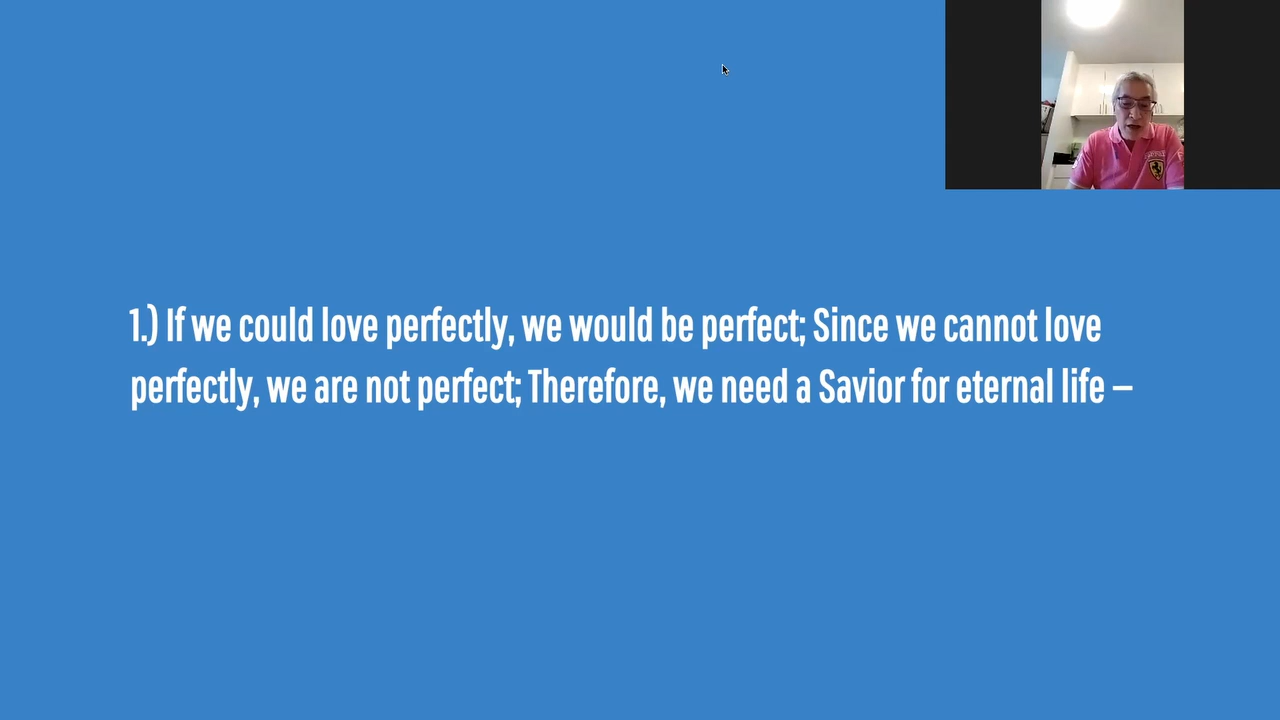 1.) If we could love perfectly, we would be perfect; Since we cannot love
perfectly, we are not perfect; Therefore, we need a Savior for eternal life –